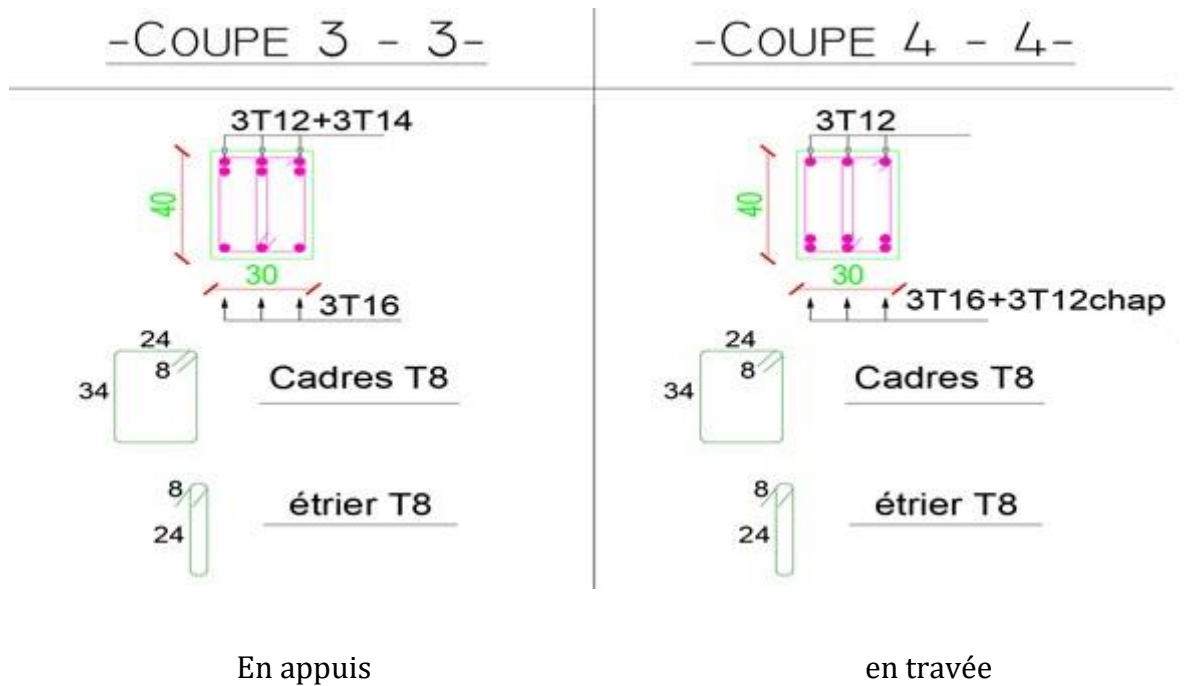 -COUPE 3 - 3-
3T12+3T14
40
30
3T16
24
8
34
Cadres T8
8
24
étrier T8
-COUPE 4 - 4-
3T12
40
30
3T16+3T12chap
24
8
34
Cadres T8
8
24
étrier T8
En appuis
en travée